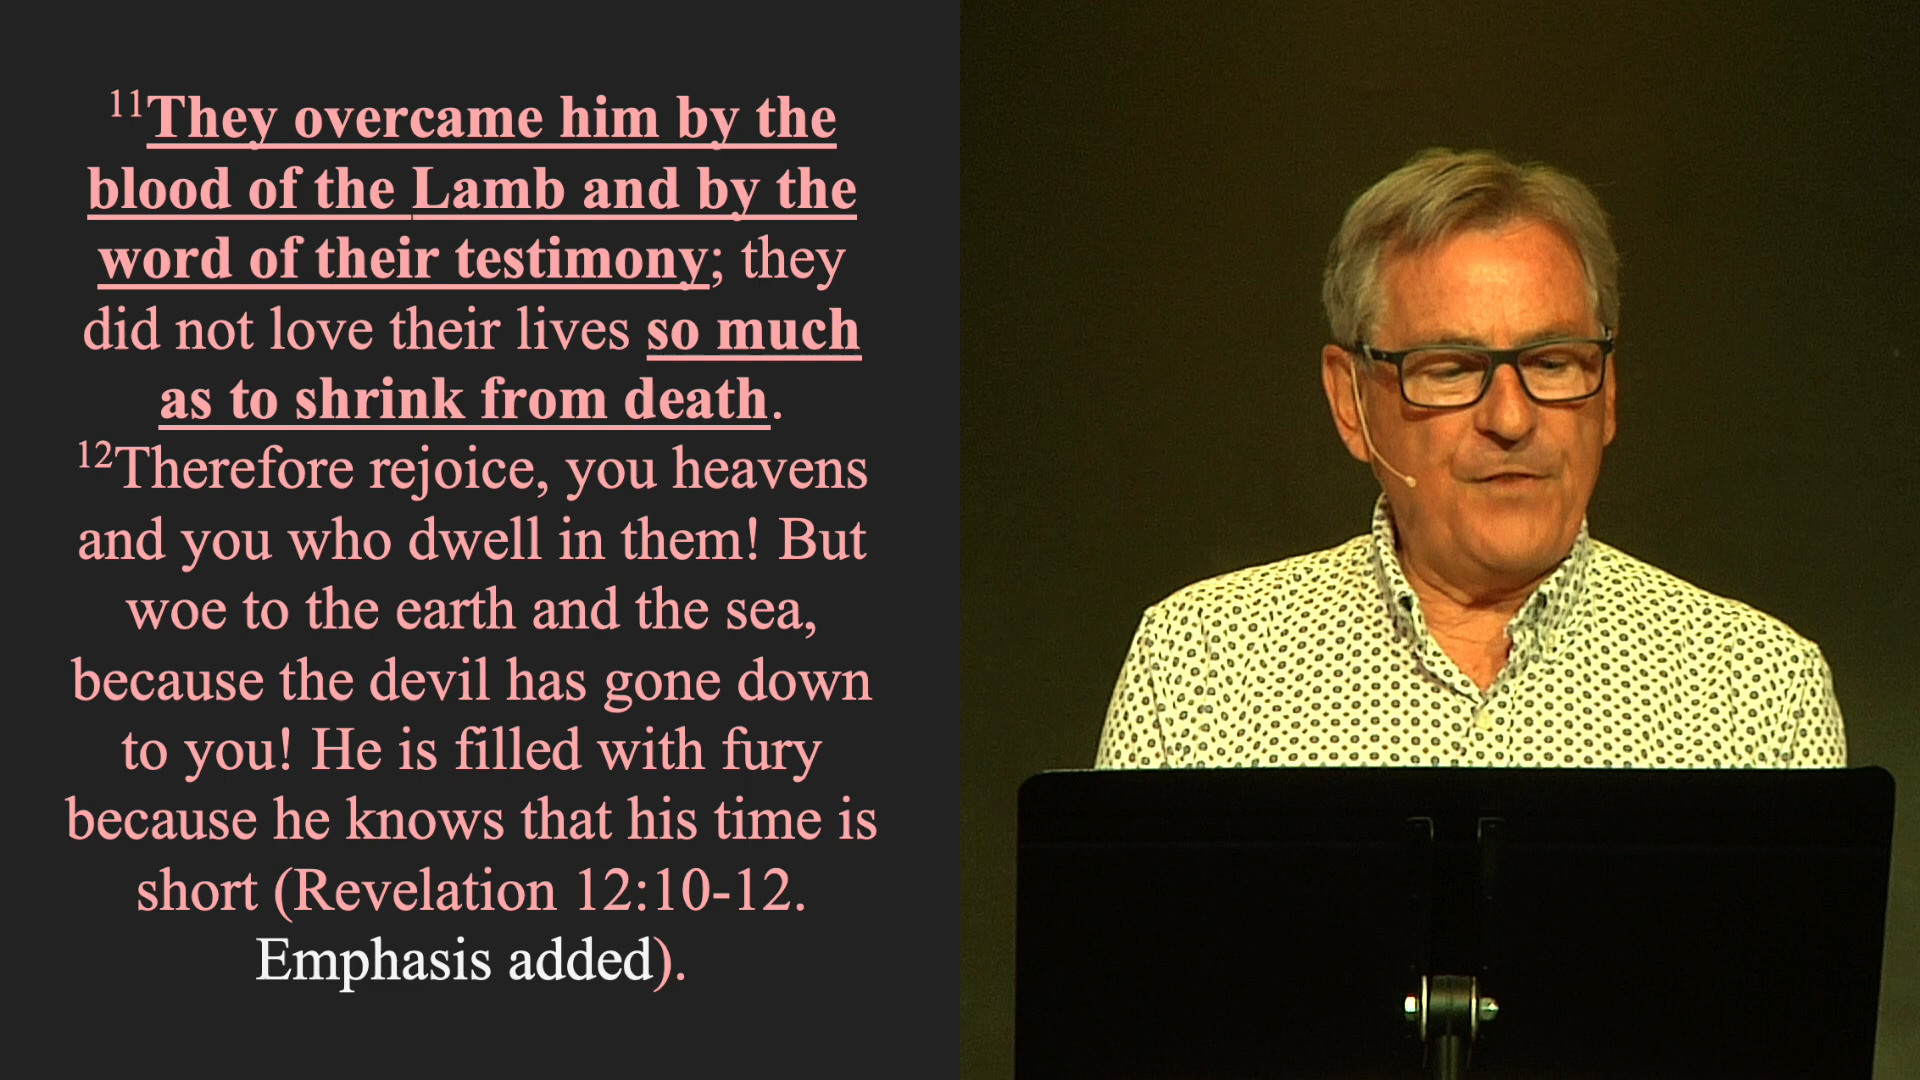 11They overcame him by the
blood of the Lamb and by the
word of their testimony; they
did not love their lives so much
as to shrink from death.
12Therefore rejoice, you heavens
and you who dwell in them! But
woe to the earth and the sea,
because the devil has gone down
to you! He is filled with fury
because he knows that his time is
short (Revelation 12:10-12.
Emphasis added).